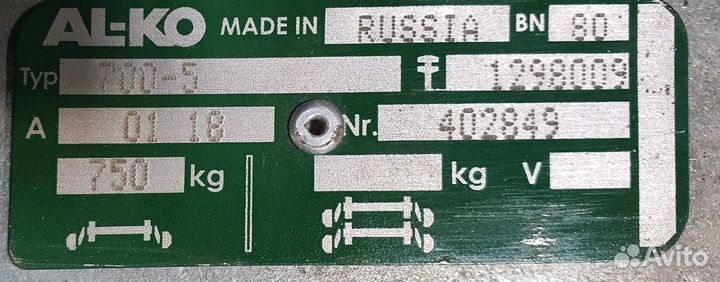 AL-KO MADE IN RUSSIA BN 80
Typ 700-5 1298009
A 01 18 Nr. 402849
750 kg kg V
Avito